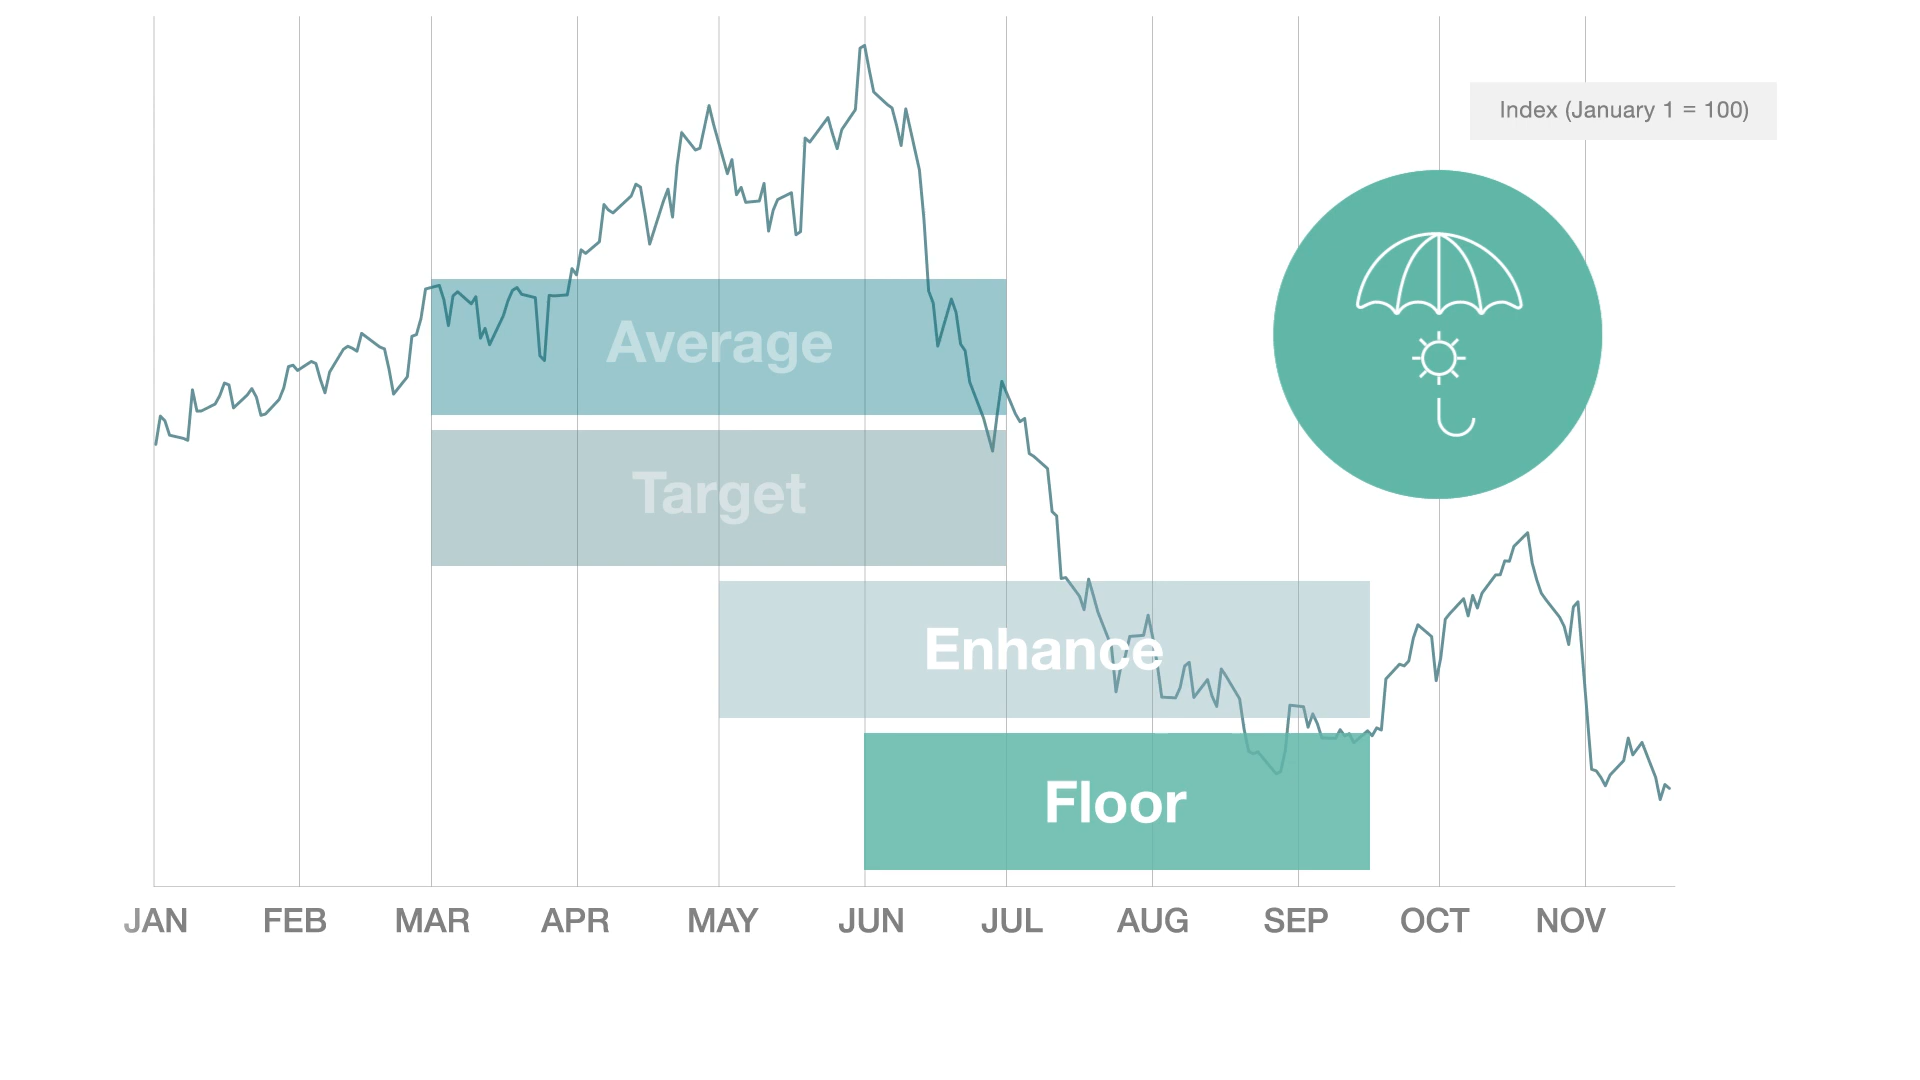 Index (January 1 = 100)
Average
Target
Enhance
Floor
JAN FEB MAR APR MAY JUN JUL AUG SEP OCT NOV